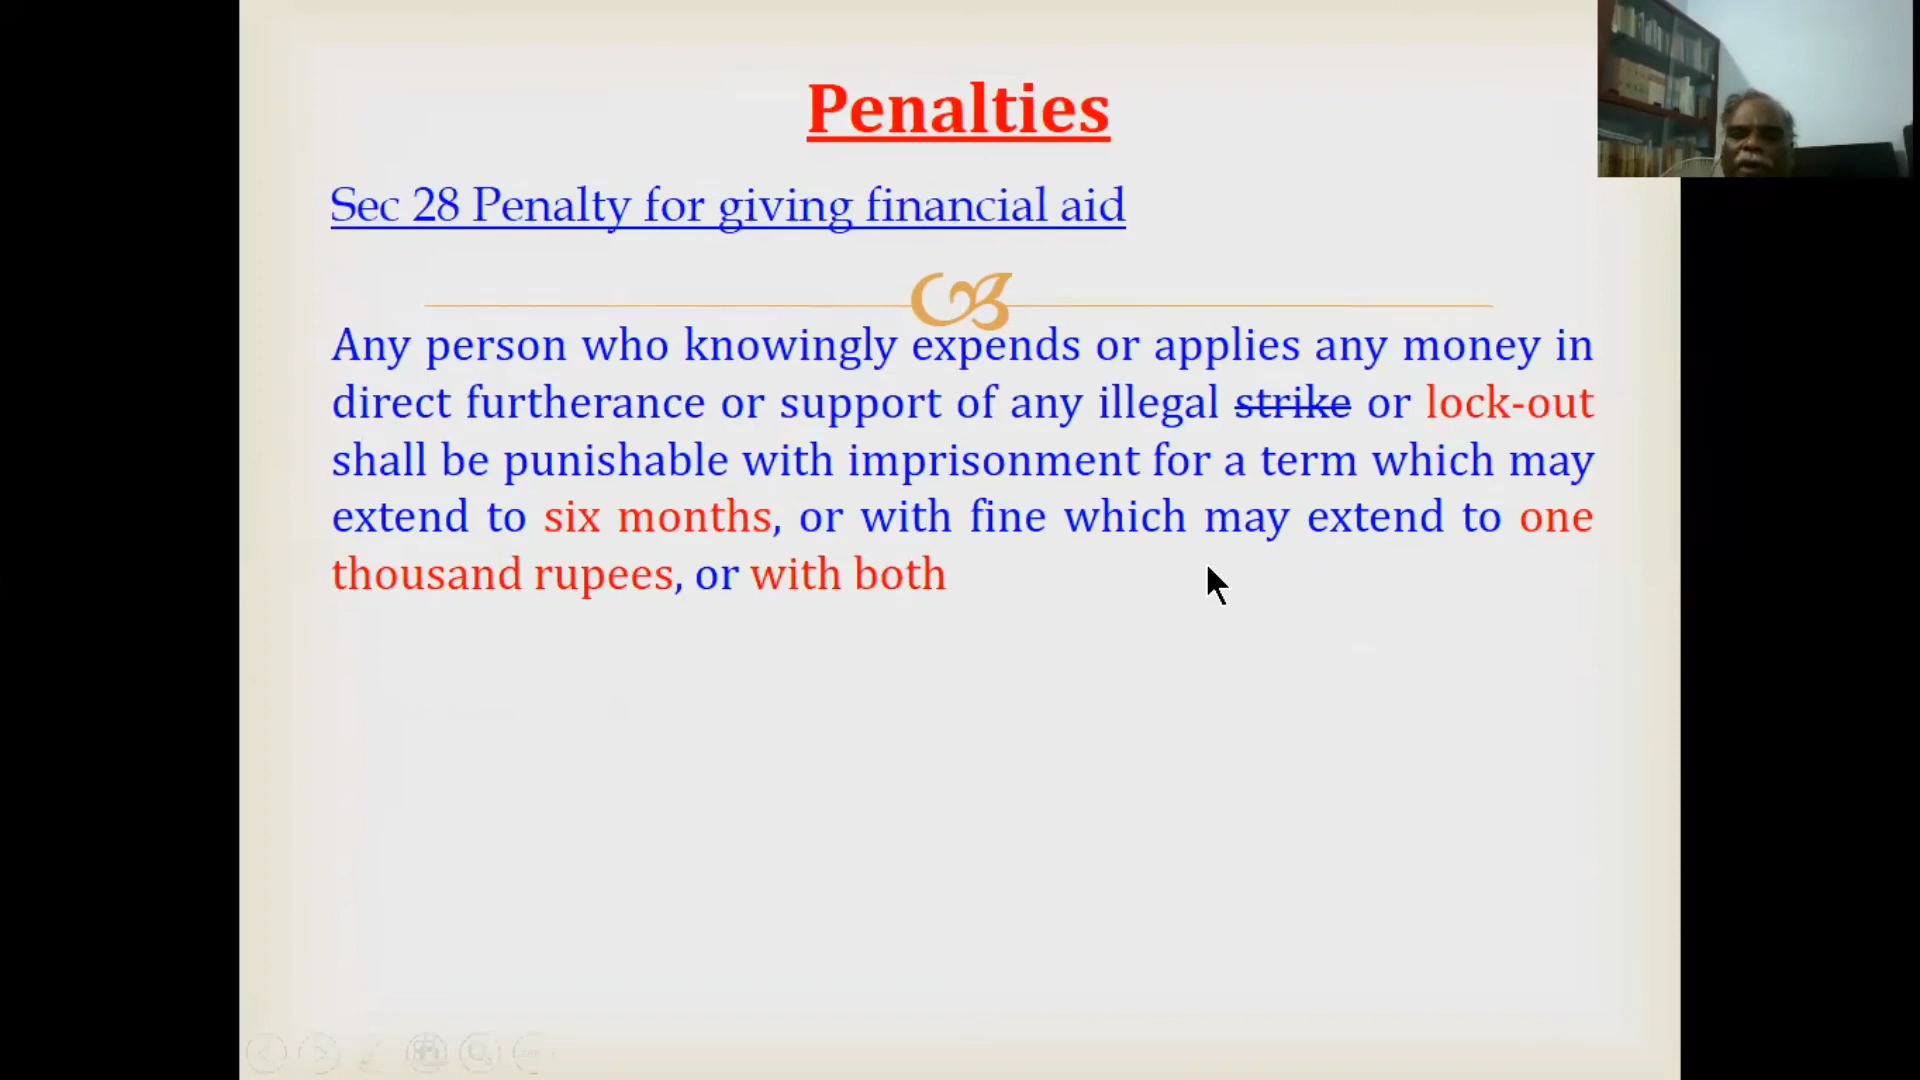 Penalties
Sec 28 Penalty for giving financial aid
Any person who knowingly expends or applies any money in
direct furtherance or support of any illegal strike or lock-out
shall be punishable with imprisonment for a term which may
extend to six months, or with fine which may extend to one
thousand rupees, or with both